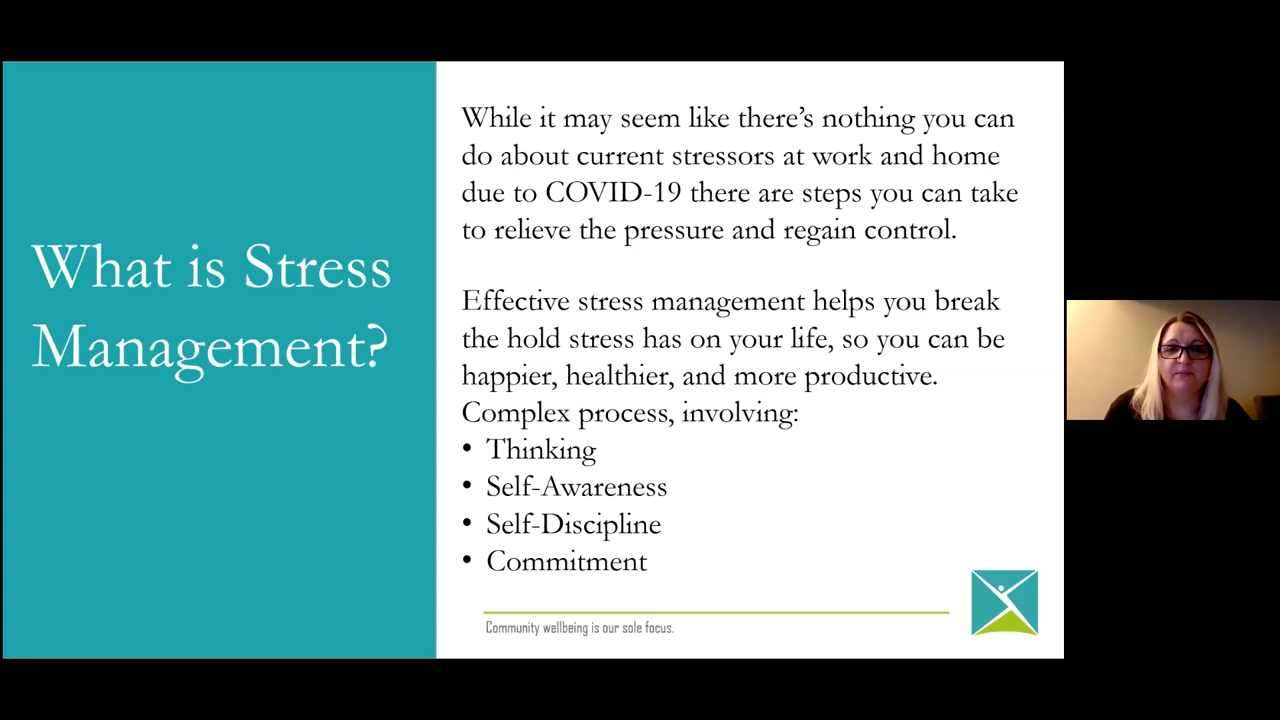 What is Stress
Management?
While it may seem like there’s nothing you can
do about current stressors at work and home
due to COVID-19 there are steps you can take
to relieve the pressure and regain control.
Effective stress management helps you break
the hold stress has on your life, so you can be
happier, healthier, and more productive.
Complex process, involving:
• Thinking
• Self-Awareness
• Self-Discipline
• Commitment
Community wellbeing is our sole focus.